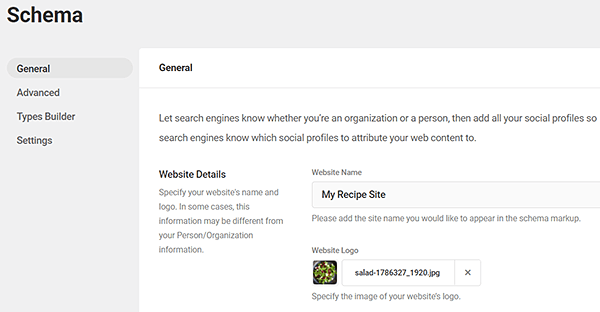 Schema
General
Advanced
Types Builder
Settings
General
Let search engines know whether you're an organization or a person, then add all your social profiles so
search engines know which social profiles to attribute your web content to.
Website Details
Specify your website's name and
logo. In some cases, this
information may be different from
your Person/Organization
information.
Website Name
My Recipe Site
Please add the site name you would like to appear in the schema markup.
Website Logo
salad-1786327_1920.jpg
Specify the image of your website's logo.